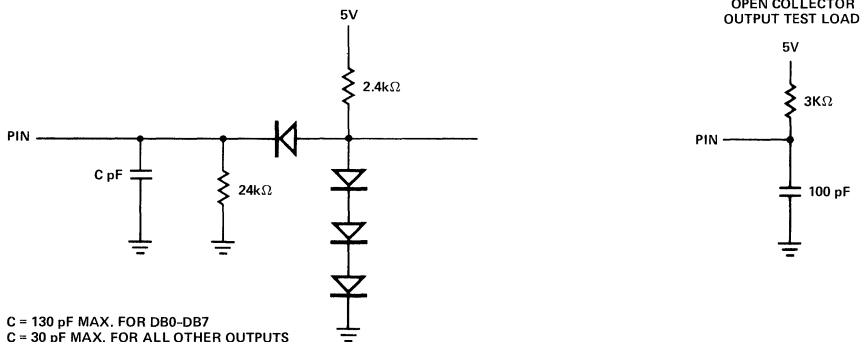 5V
2.4kΩ
PIN
C pF
24kΩ
C = 130 pF MAX. FOR DB0-DB7
C = 30 pF MAX. FOR ALL OTHER OUTPUTS
OPEN COLLECTOR
OUTPUT TEST LOAD
5V
3KΩ
PIN
100 pF